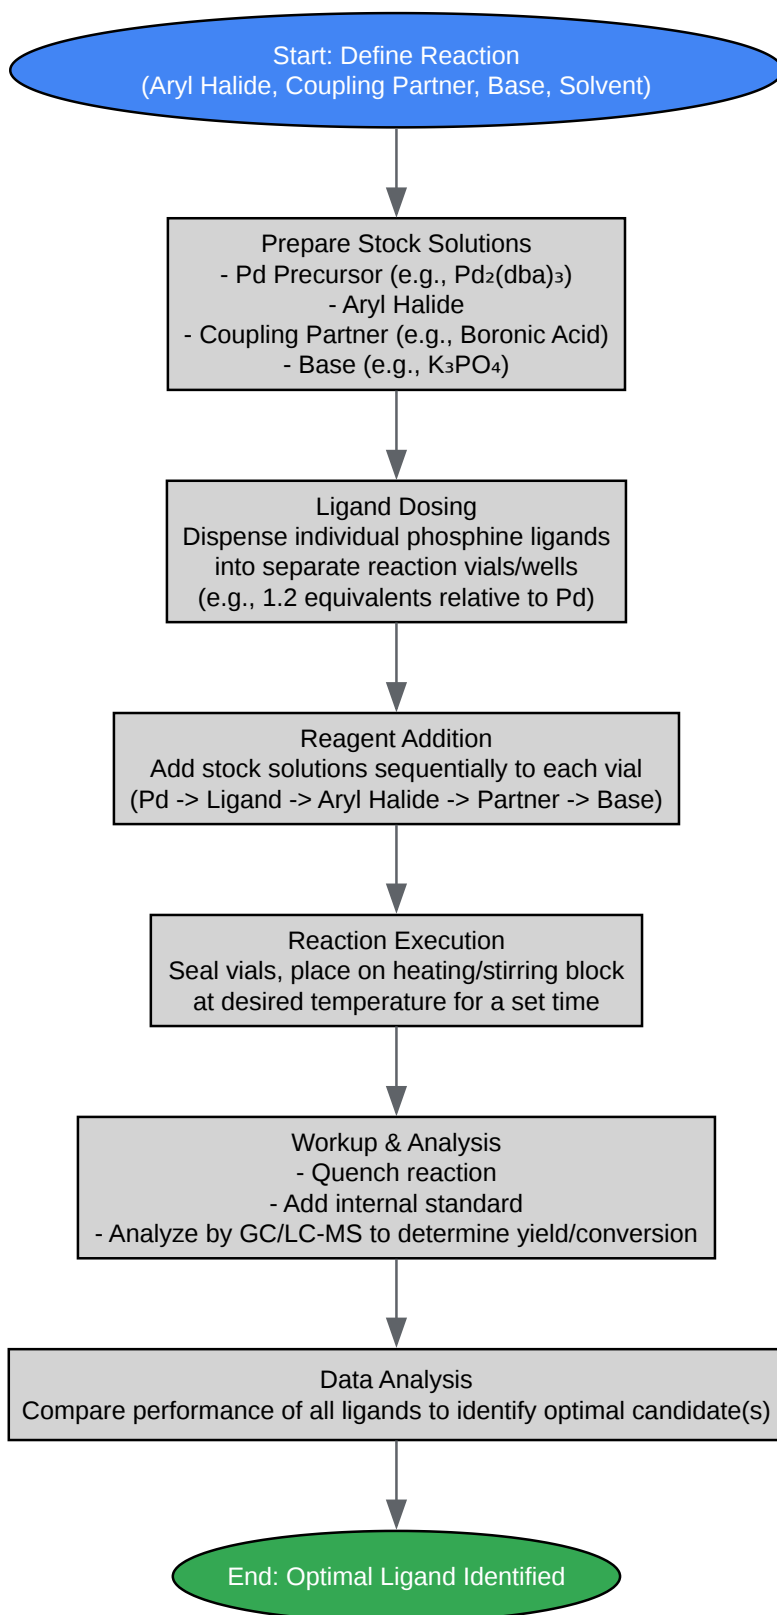 Start: Define Reaction
(Aryl Halide, Coupling Partner, Base, Solvent)
Prepare Stock Solutions
- Pd Precursor (e.g., Pd₂(dba)₃)
- Aryl Halide
- Coupling Partner (e.g., Boronic Acid)
- Base (e.g., K₃PO₄)
Ligand Dosing
Dispense individual phosphine ligands
into separate reaction vials/wells
(e.g., 1.2 equivalents relative to Pd)
Reagent Addition
Add stock solutions sequentially to each vial
(Pd -> Ligand -> Aryl Halide -> Partner -> Base)
Reaction Execution
Seal vials, place on heating/stirring block
at desired temperature for a set time
Workup & Analysis
- Quench reaction
- Add internal standard
- Analyze by GC/LC-MS to determine yield/conversion
Data Analysis
Compare performance of all ligands to identify optimal candidate(s)
End: Optimal Ligand Identified